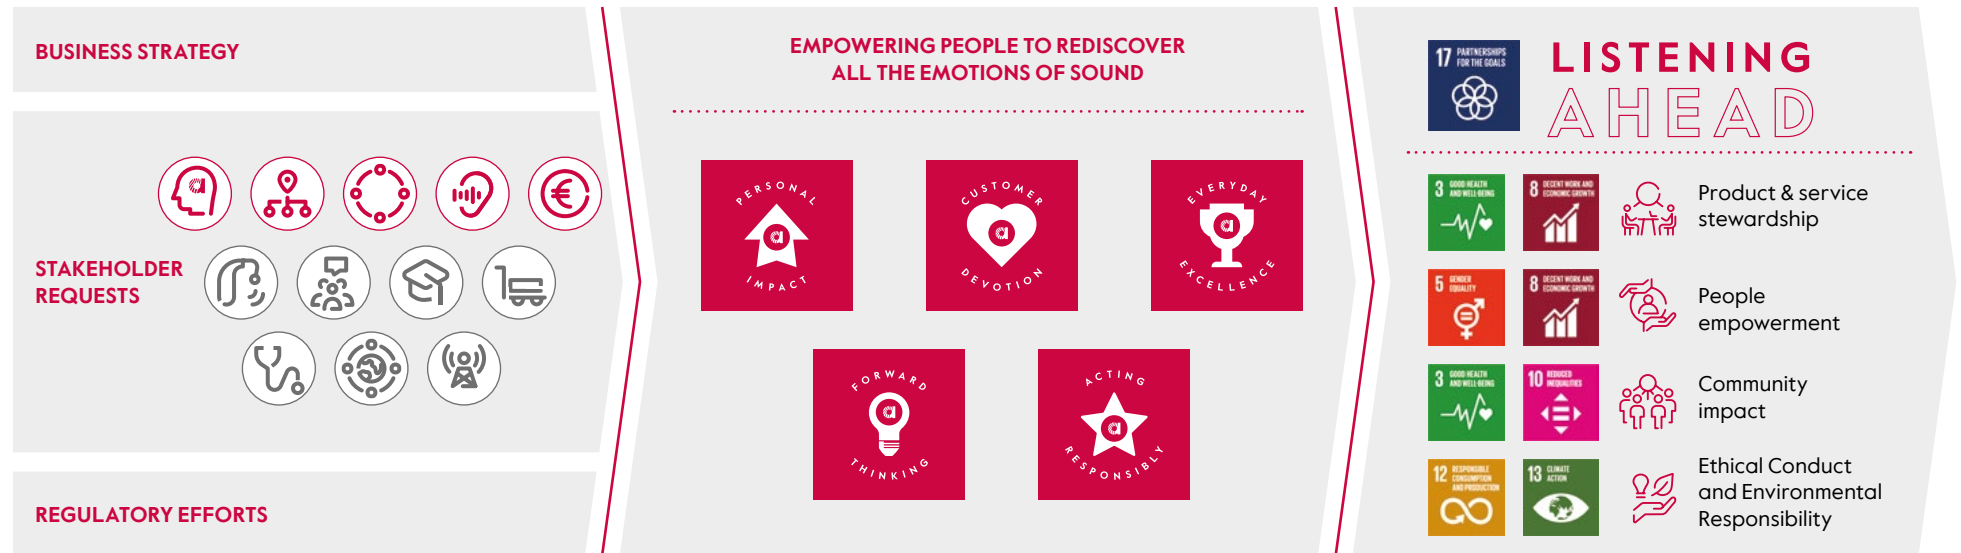 BUSINESS STRATEGY
STAKEHOLDER
REQUESTS
REGULATORY EFFORTS
EMPOWERING PEOPLE TO REDISCOVER
ALL THE EMOTIONS OF SOUND
PERSONAL
IMPACT
CUSTOMER
DEVOTION
EVERYDAY
EXCELLENCE
FORWARD
THINKING
ACTING
RESPONSIBLY
17 PARTNERSHIPS
FOR THE GOALS
LISTENING
AHEAD
3 GOOD HEALTH
AND WELL-BEING
8 DECENT WORK AND
ECONOMIC GROWTH
Product & service
stewardship
5 GENDER
EQUALITY
8 DECENT WORK AND
ECONOMIC GROWTH
People
empowerment
3 GOOD HEALTH
AND WELL-BEING
10 REDUCED
INEQUALITIES
Community
impact
12 RESPONSIBLE
CONSUMPTION
AND PRODUCTION
13 CLIMATE
ACTION
Ethical Conduct
and Environmental
Responsibility